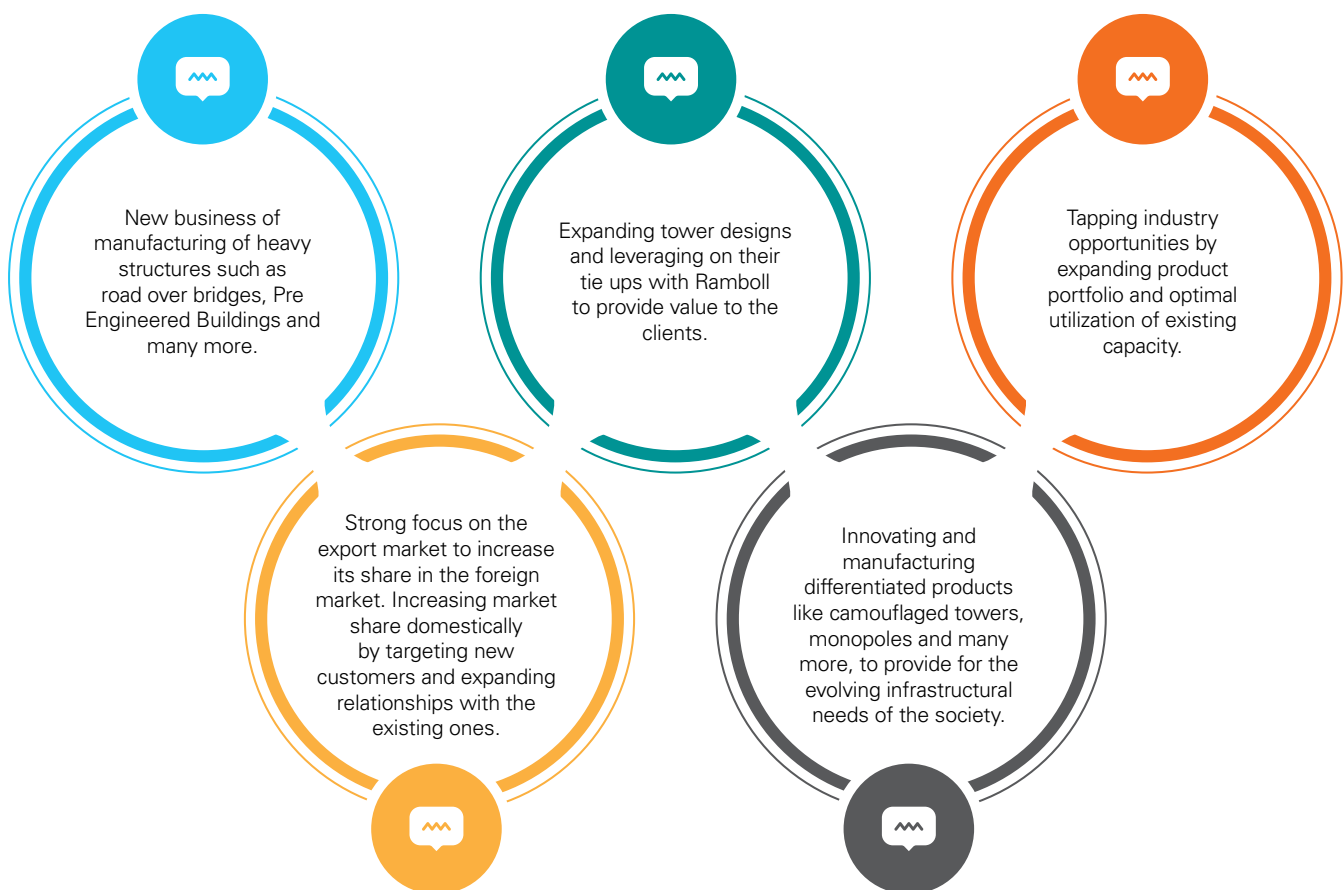 New business of
manufacturing of heavy
structures such as
road over bridges, Pre
Engineered Buildings and
many more.
Strong focus on the
export market to increase
its share in the foreign
market. Increasing market
share domestically
by targeting new
customers and expanding
relationships with the
existing ones.
Expanding tower designs
and leveraging on their
tie ups with Ramboll
to provide value to the
clients.
Innovating and
manufacturing
differentiated products
like camouflaged towers,
monopoles and many
more, to provide for the
evolving infrastructural
needs of the society.
Tapping industry
opportunities by
expanding product
portfolio and optimal
utilization of existing
capacity.